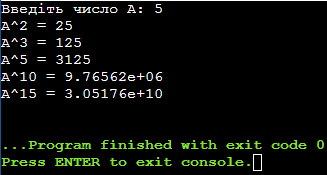 Введіть число А: 5
A^2 = 25
A^3 = 125
A^5 = 3125
A^10 = 9.76562e+06
A^15 = 3.05176e+10
...Program finished with exit code 0
Press ENTER to exit console.